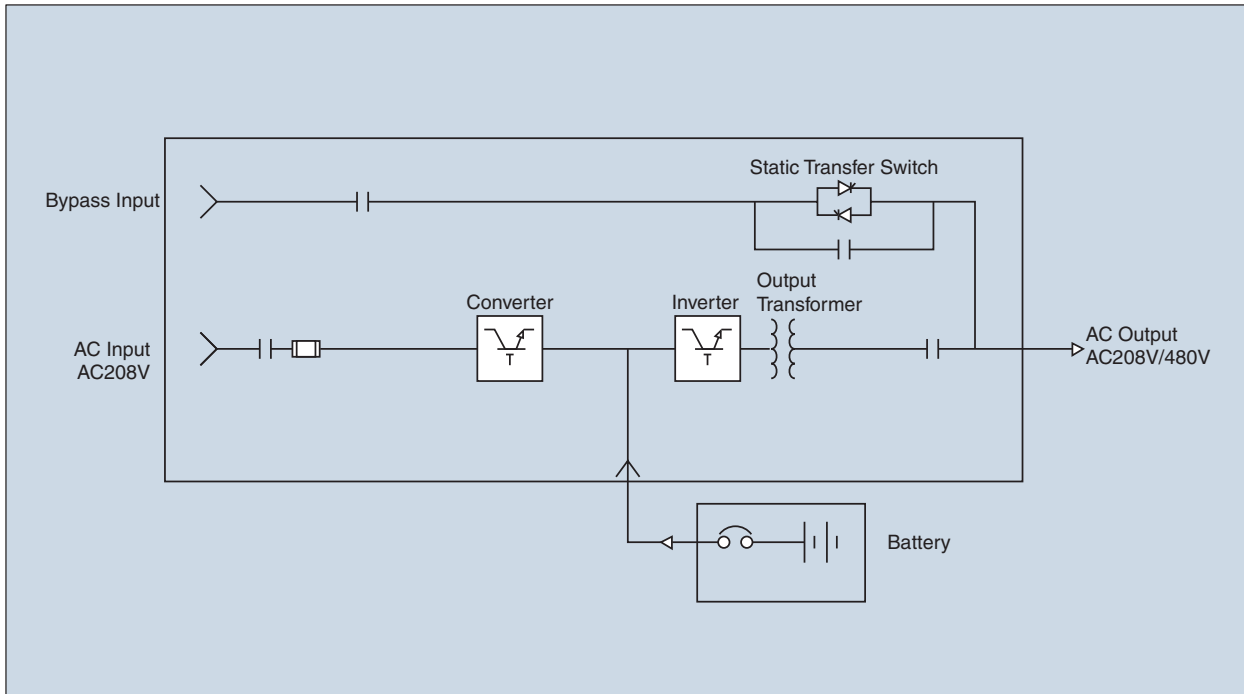 Static Transfer Switch
Bypass Input
Output
Transformer
Converter
Inverter
T
T
AC Input
AC208V
AC Output
AC208V/480V
Battery